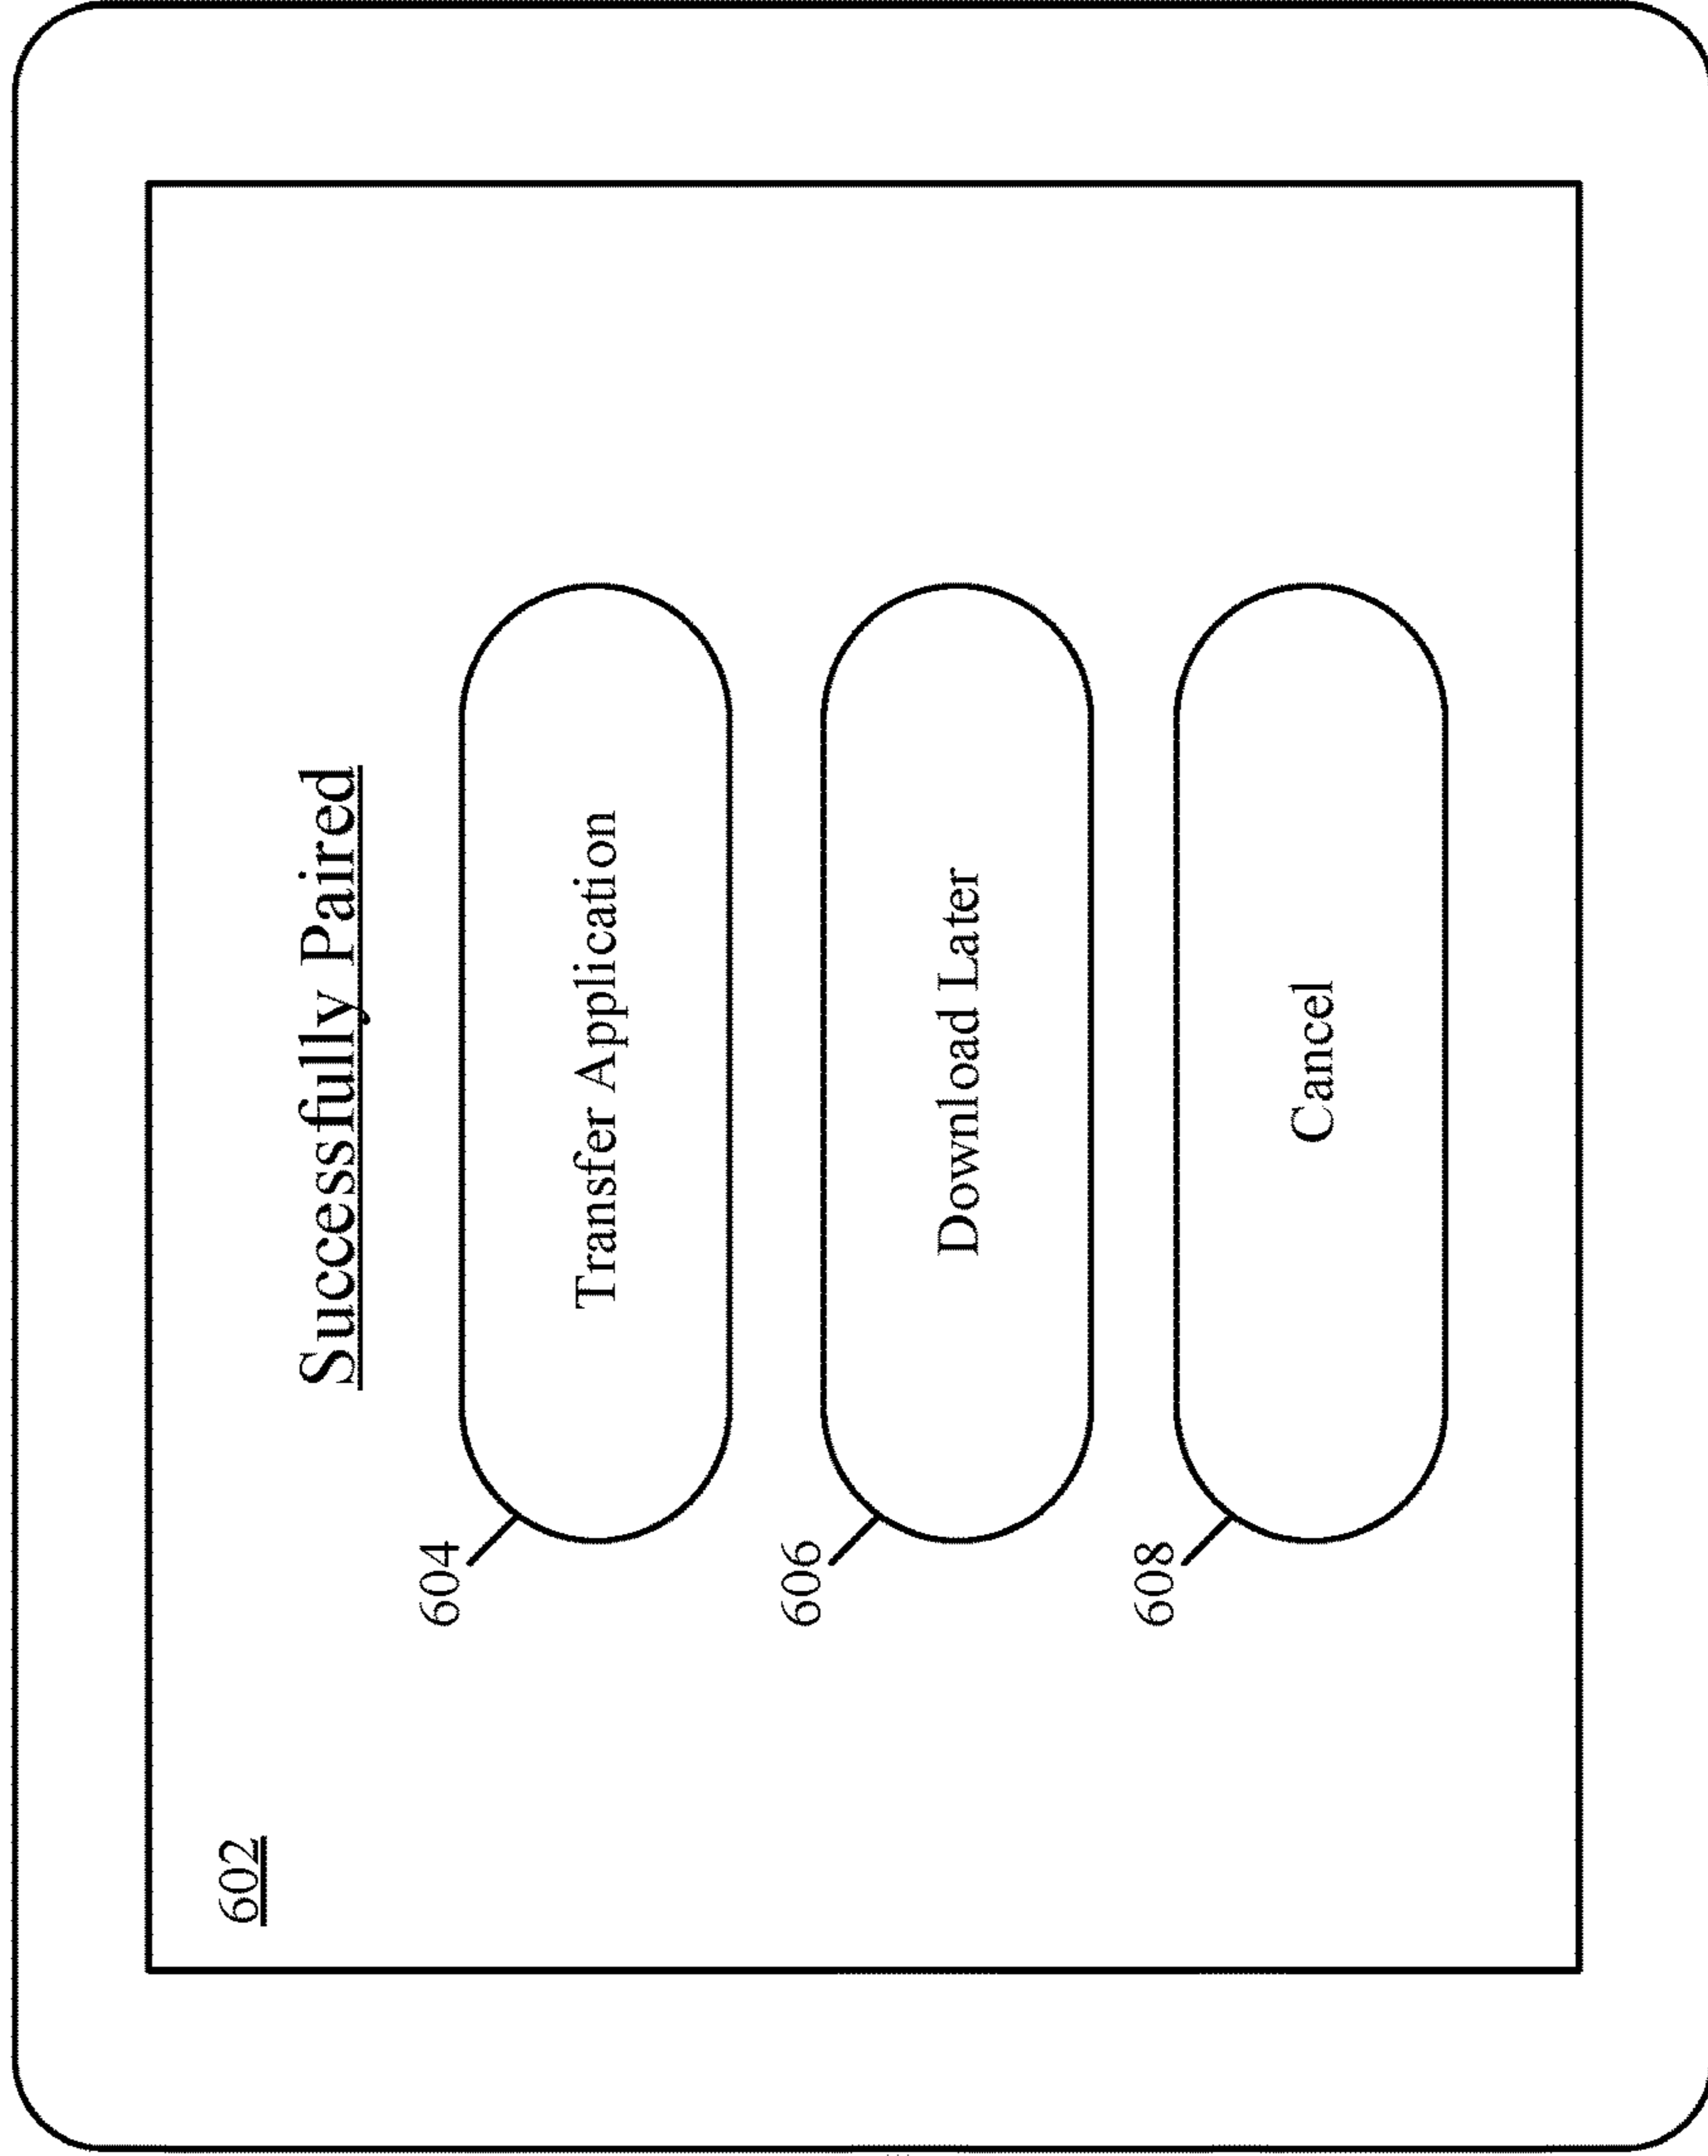 602
Successfully Paired
604
Transfer Application
606
Download Later
608
Cancel